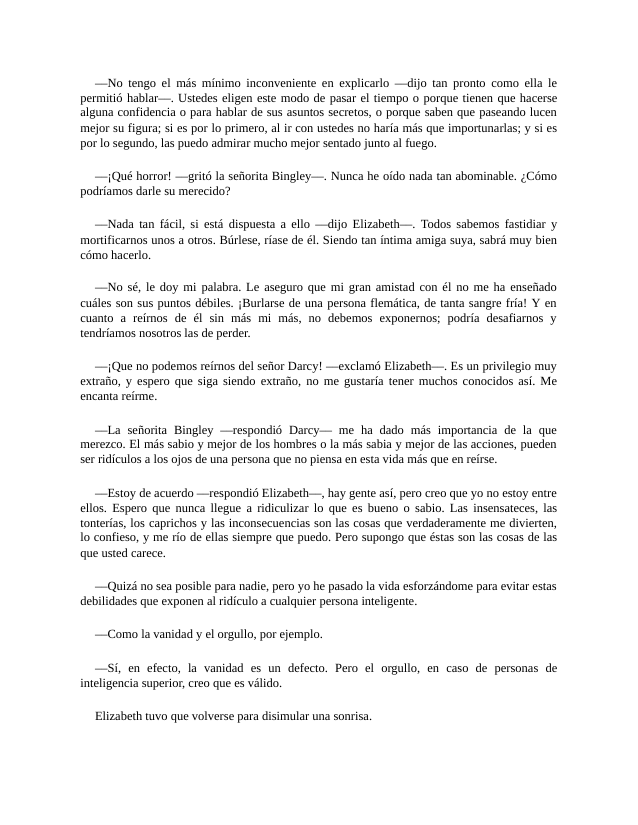 —No tengo el más mínimo inconveniente en explicarlo —dijo tan pronto como ella le
permitió hablar—. Ustedes eligen este modo de pasar el tiempo o porque tienen que hacerse
alguna confidencia o para hablar de sus asuntos secretos, o porque saben que paseando lucen
mejor su figura; si es por lo primero, al ir con ustedes no haría más que importunarlas; y si es
por lo segundo, las puedo admirar mucho mejor sentado junto al fuego.
—¡Qué horror! —gritó la señorita Bingley—. Nunca he oído nada tan abominable. ¿Cómo
podríamos darle su merecido?
—Nada tan fácil, si está dispuesta a ello —dijo Elizabeth—. Todos sabemos fastidiar y
mortificarnos unos a otros. Búrlese, ríase de él. Siendo tan íntima amiga suya, sabrá muy bien
cómo hacerlo.
—No sé, le doy mi palabra. Le aseguro que mi gran amistad con él no me ha enseñado
cuáles son sus puntos débiles. ¡Burlarse de una persona flemática, de tanta sangre fría! Y en
cuanto a reírnos de él sin más mi más, no debemos exponernos; podría desafiarnos y
tendríamos nosotros las de perder.
—¡Que no podemos reírnos del señor Darcy! —exclamó Elizabeth—. Es un privilegio muy
extraño, y espero que siga siendo extraño, no me gustaría tener muchos conocidos así. Me
encanta reírme.
—La señorita Bingley —respondió Darcy— me ha dado más importancia de la que
merezco. El más sabio y mejor de los hombres o la más sabia y mejor de las acciones, pueden
ser ridículos a los ojos de una persona que no piensa en esta vida más que en reírse.
—Estoy de acuerdo —respondió Elizabeth—, hay gente así, pero creo que yo no estoy entre
ellos. Espero que nunca llegue a ridiculizar lo que es bueno o sabio. Las insensateces, las
tonterías, los caprichos y las inconsecuencias son las cosas que verdaderamente me divierten,
lo confieso, y me río de ellas siempre que puedo. Pero supongo que éstas son las cosas de las
que usted carece.
—Quizá no sea posible para nadie, pero yo he pasado la vida esforzándome para evitar estas
debilidades que exponen al ridículo a cualquier persona inteligente.
—Como la vanidad y el orgullo, por ejemplo.
—Sí, en efecto, la vanidad es un defecto. Pero el orgullo, en caso de personas de
inteligencia superior, creo que es válido.
Elizabeth tuvo que volverse para disimular una sonrisa.